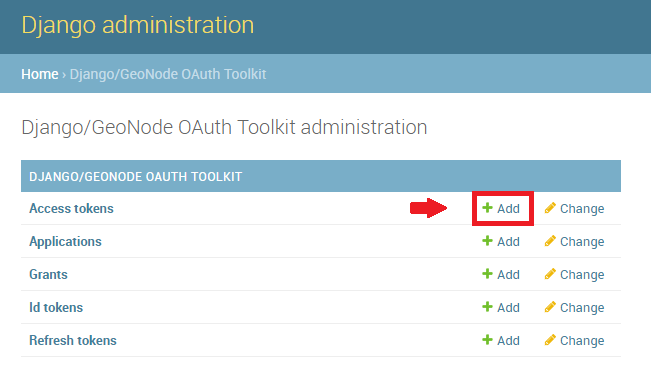 Django administration
Home › Django/GeoNode OAuth Toolkit
Django/GeoNode OAuth Toolkit administration
DJANGO/GEONODE OAUTH TOOLKIT
Access tokens Add Change
Applications Add Change
Grants Add Change
Id tokens Add Change
Refresh tokens Add Change